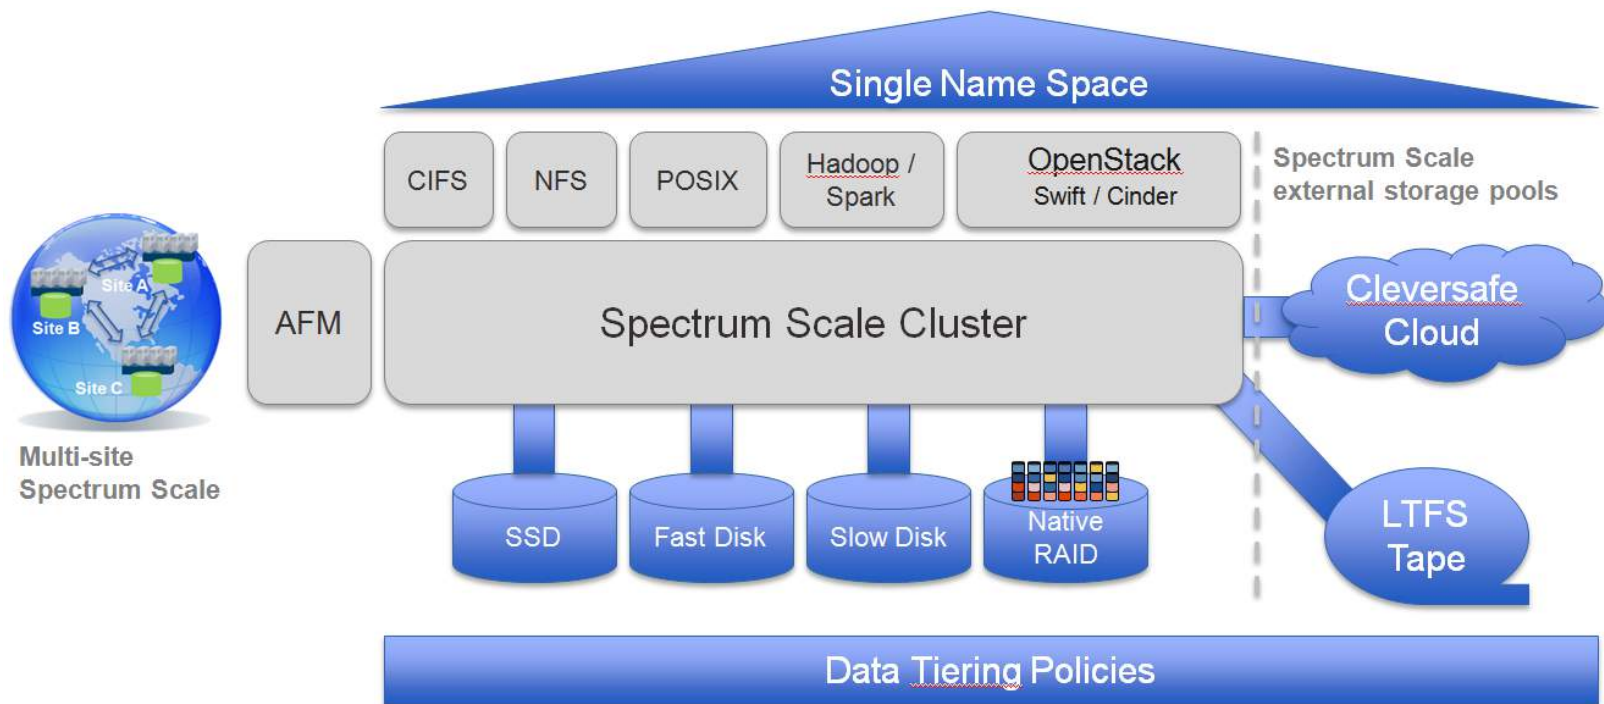 Single Name Space
CIFS
NFS
POSIX
Hadoop /
Spark
OpenStack
Swift / Cinder
Spectrum Scale
external storage pools
Site A
Site B
Site C
Multi-site
Spectrum Scale
AFM
Spectrum Scale Cluster
Cleversafe
Cloud
SSD
Fast Disk
Slow Disk
Native
RAID
LTFS
Tape
Data Tiering Policies